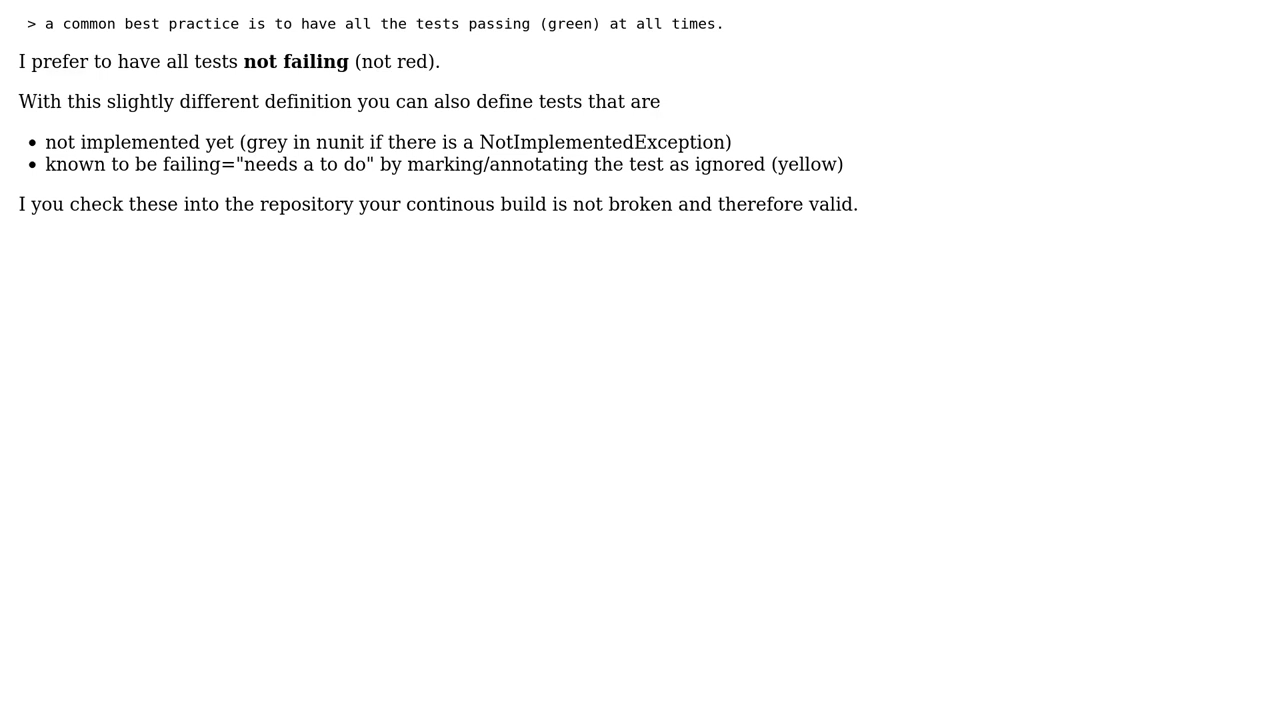 > a common best practice is to have all the tests passing (green) at all times.
I prefer to have all tests not failing (not red).
With this slightly different definition you can also define tests that are
• not implemented yet (grey in nunit if there is a NotImplementedException)
• known to be failing="needs a to do" by marking/annotating the test as ignored (yellow)
I you check these into the repository your continous build is not broken and therefore valid.